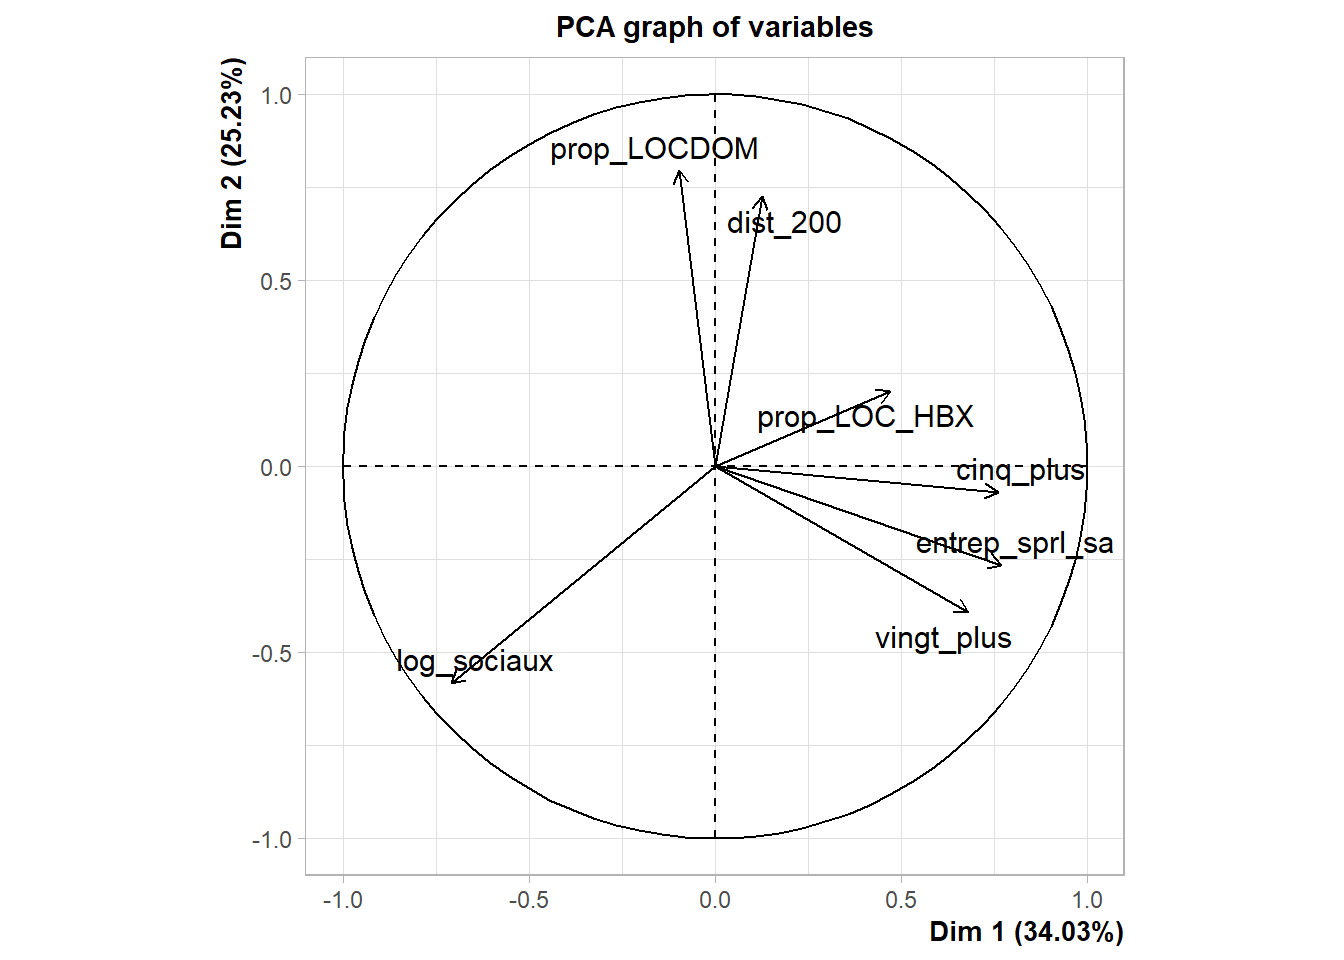 PCA graph of variables
Dim 2 (25.23%)
1.0
0.5
0.0
-0.5
-1.0
prop_LOCDOM
dist_200
prop_LOC_HBX
cinq_plus
entrep_sprl_sa
vingt_plus
log_sociaux
-1.0
-0.5
0.0
0.5
1.0
Dim 1 (34.03%)